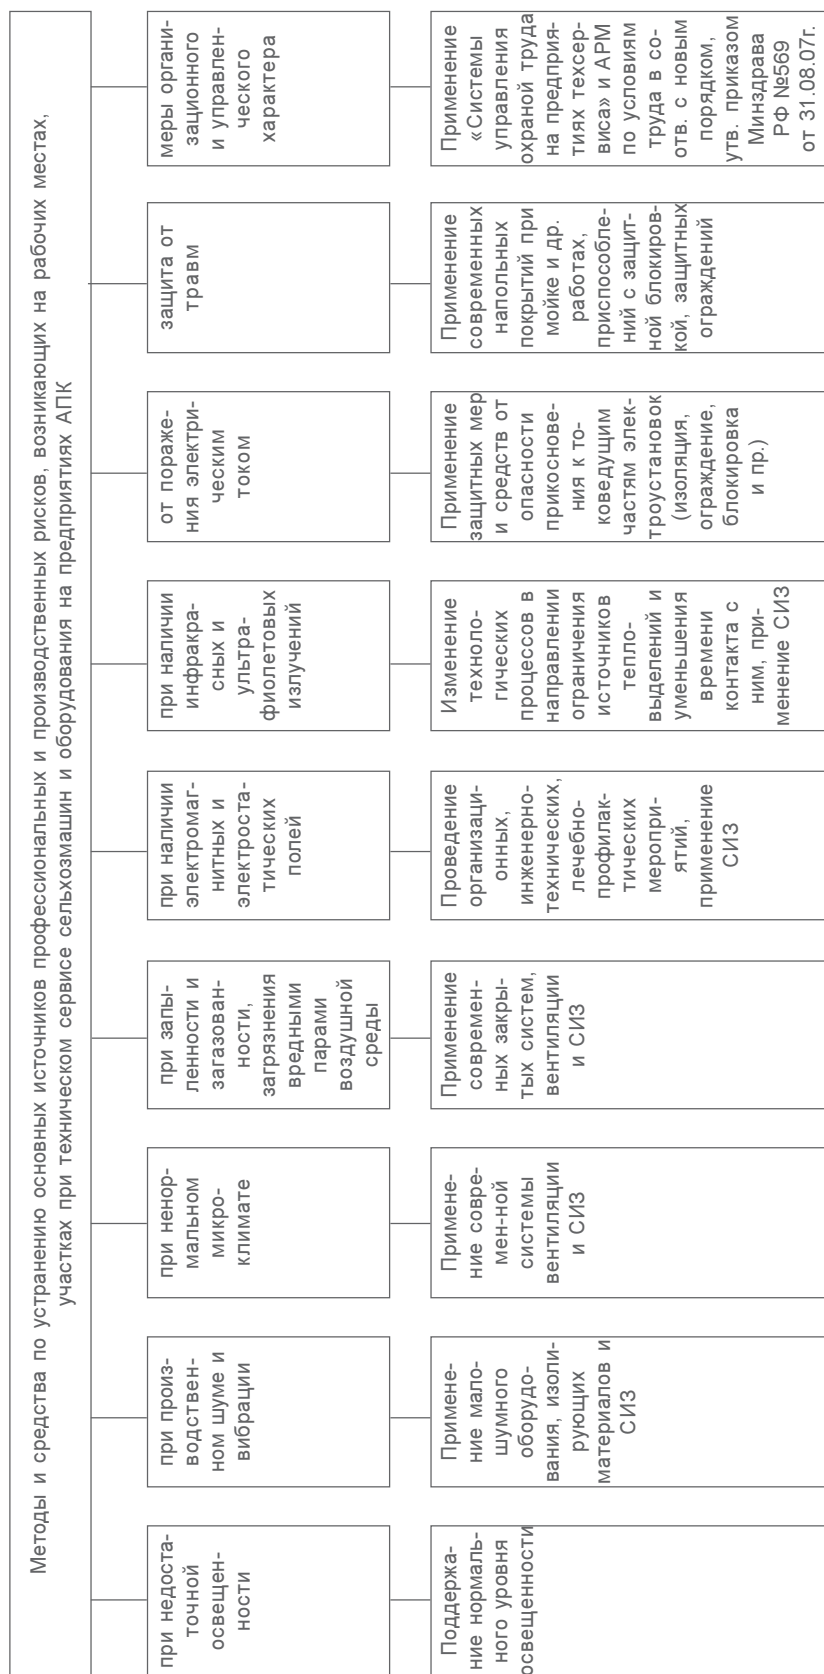 Методы и средства по устранению основных источников профессиональных и производственных рисков, возникающих на рабочих местах,
участках при техническом сервисе сельхозмашин и оборудования на предприятиях АПК
при недоста-
точной
освещен-
ности
Поддержа-
ние нормаль-
ного уровня
освещенности
при произ-
водствен-
ном шуме и
вибрации
Примене-
ние мало-
шумного
оборудо-
вания, изоли-
рующих
материалов и
СИЗ
при ненор-
мальном
микро-
климате
Примене-
ние совре-
мен-ной
системы
вентиляции
и СИЗ
при запы-
ленности и
загазован-
ности,
загрязнения
вредными
парами
воздушной
среды
Применение
современ-
ных закры-
тых систем,
вентиляции
и СИЗ
при наличии
электромаг-
нитных и
электроста-
тических
полей
Проведение
организаци-
онных,
инженерно-
технических,
лечебно-
профилак-
тических
меропри-
ятий,
применение
СИЗ
при наличии
инфракра-
сных и
ультра-
фиолетовых
излучений
Изменение
техноло-
гических
процессов в
направлении
ограничения
источников
тепло-
выделений и
уменьшения
времени
контакта с
ним, при-
менение СИЗ
от пораже-
ния электри-
ческим
током
Применение
защитных мер
и средств от
опасности
прикоснове-
ния к то-
коведущим
частям элек-
троустановок
(изоляция,
ограждение,
блокировка
и пр.)
защита от
травм
Применение
современных
напольных
покрытий при
мойке и др.
работах,
приспособле-
ний с защит-
ной блокиров-
кой, защитных
ограждений
меры органи-
зационного
и управлен-
ческого
характера
Применение
«Системы
управления
охраной труда
на предприя-
тиях техсер-
виса» и АРМ
по условиям
труда в со-
отв. с новым
порядком,
утв. приказом
Минздрава
РФ №569
от 31.08.07г.